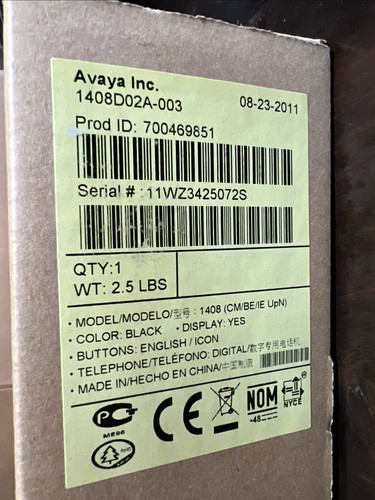 Avaya Inc.
1408D02A-003 08-23-2011
Prod ID: 700469851
Serial # : 11WZ3425072S
QTY:1
WT: 2.5 LBS
• MODEL/MODELO/型号: 1408 (CM/BE/IE UpN)
• COLOR: BLACK • DISPLAY: YES
• BUTTONS: ENGLISH / ICON
• TELEPHONE/TELÉFONO: DIGITAL/数字专用电话机
• MADE IN/HECHO EN CHINA/中国制造
ME96
CE
NOM
-48-
NYCE